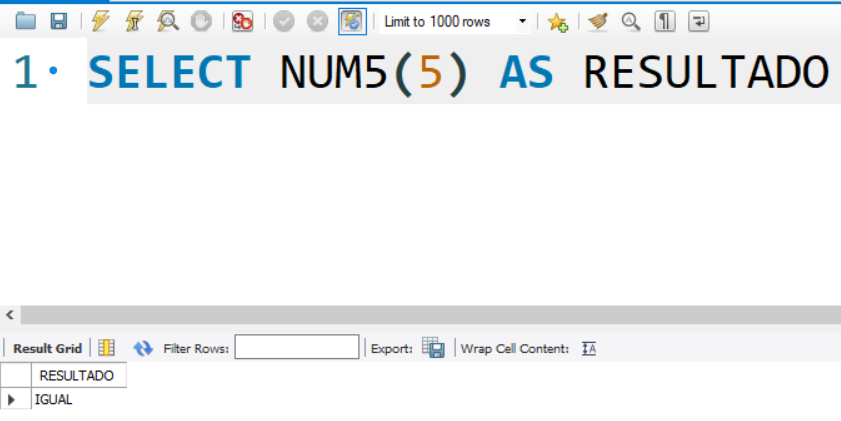 Limit to 1000 rows
1 SELECT NUM5(5) AS RESULTADO
Result Grid Filter Rows: Export: Wrap Cell Content: IA
RESULTADO
IGUAL